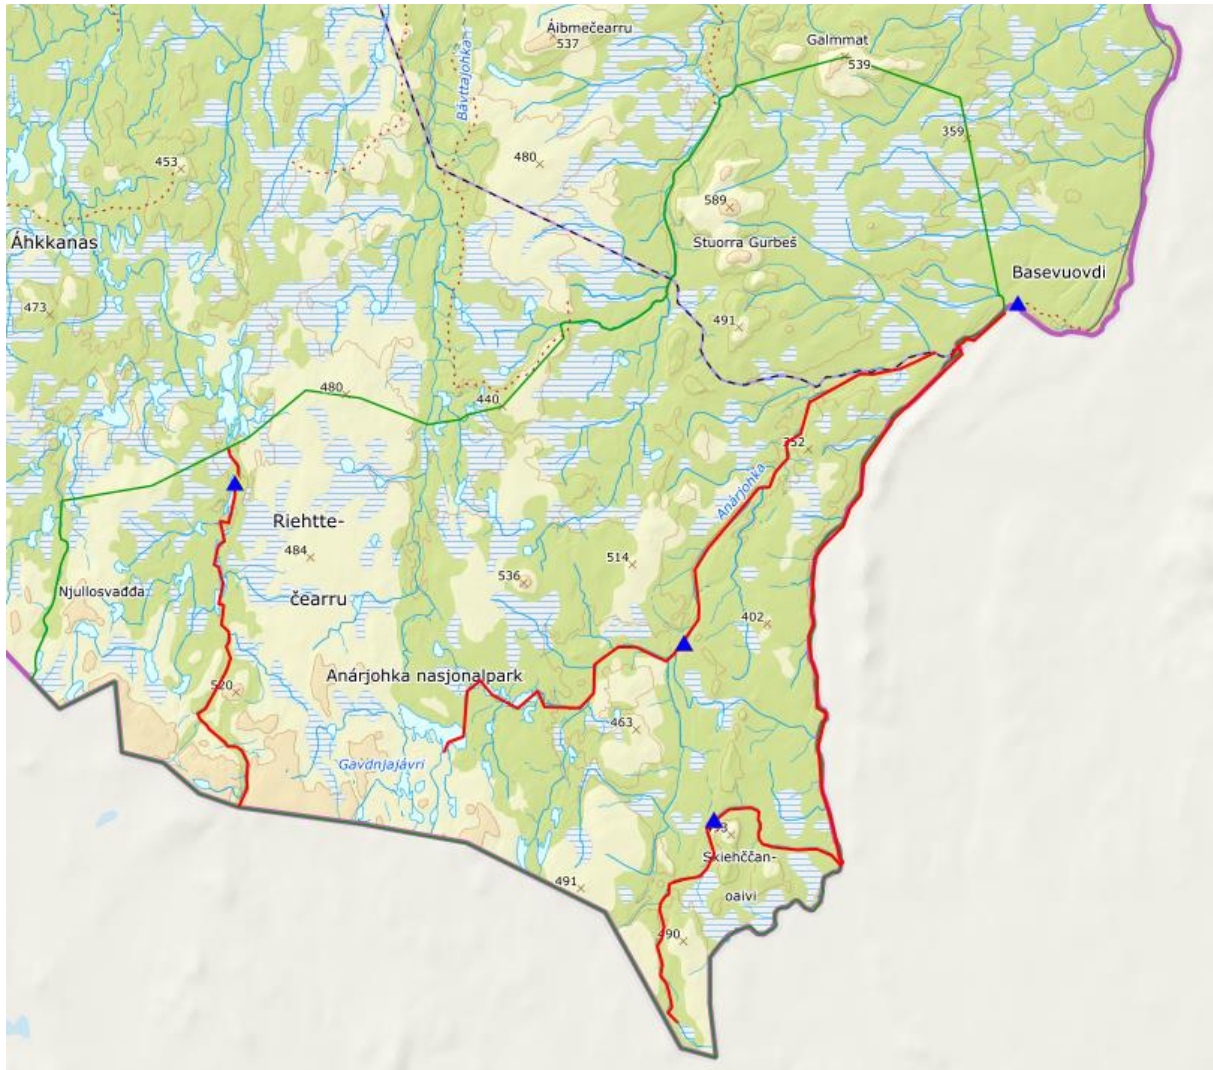 Áibmečearru
537
Galmmat
539
Bávttajohka
359
453
480
589
Áhkkanas
Stuorra Gurbeš
Basevuovdi
473
491
480
440
352
Anárjohka
Riehtte-
484
514
536
Njullosvađđa
čearru
402
Anárjohka nasjonalpark
520
463
Gavdnjajávri
Skiehččan-
491
oaivi
490